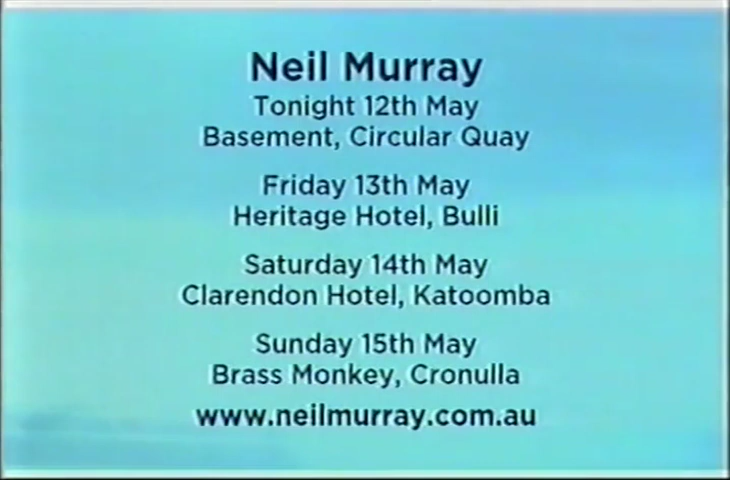 Neil Murray
Tonight 12th May
Basement, Circular Quay
Friday 13th May
Heritage Hotel, Bulli
Saturday 14th May
Clarendon Hotel, Katoomba
Sunday 15th May
Brass Monkey, Cronulla
www.neilmurray.com.au